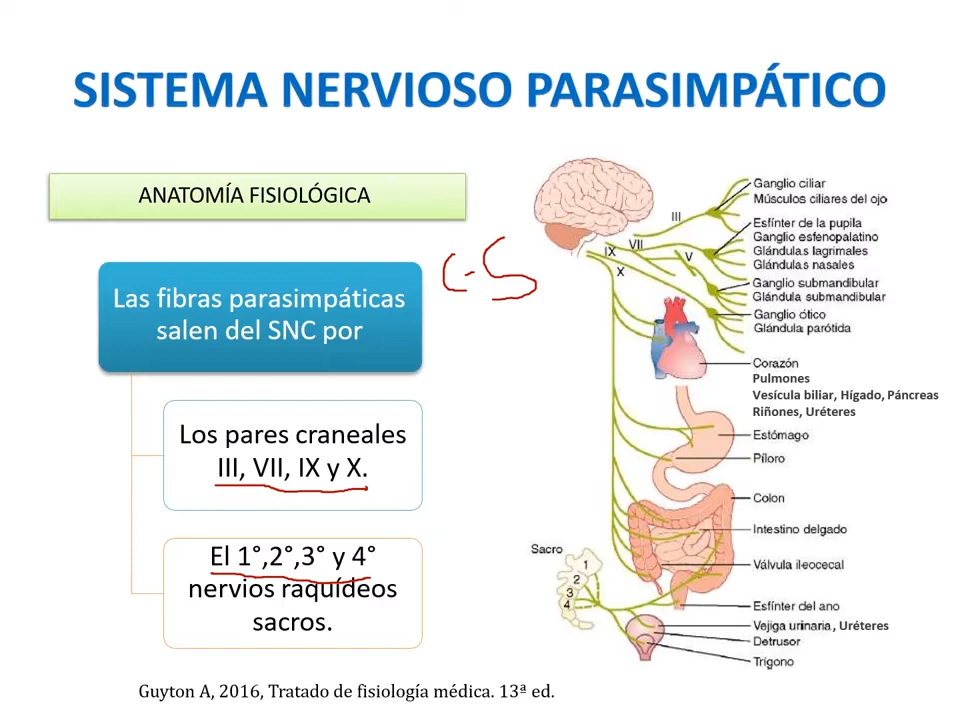 SISTEMA NERVIOSO PARASIMPÁTICO
ANATOMÍA FISIOLÓGICA
Las fibras parasimpáticas
salen del SNC por
C-S
Los pares craneales
III, VII, IX y X.
El 1°,2°,3° y 4°
nervios raquídeos
sacros.
III
VII
IX
V
X
Ganglio ciliar
Músculos ciliares del ojo
Esfínter de la pupila
Ganglio esfenopalatino
Glándulas lagrimales
Glándulas nasales
Ganglio submandibular
Glándula submandibular
Ganglio ótico
Glándula parótida
Corazón
Pulmones
Vesícula biliar, Hígado, Páncreas
Riñones, Uréteres
Estómago
Píloro
Colon
Intestino delgado
Válvula ileocecal
Esfínter del ano
Vejiga urinaria, Uréteres
Detrusor
Trígono
Sacro
1
2
3
4
Guyton A, 2016, Tratado de fisiología médica. 13ª ed.